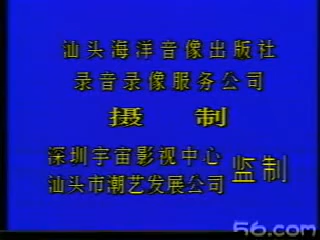 汕头海洋音像出版社
录音录像服务公司
摄制
深圳宇宙影视中心
汕头市潮艺发展公司
监制
56.com